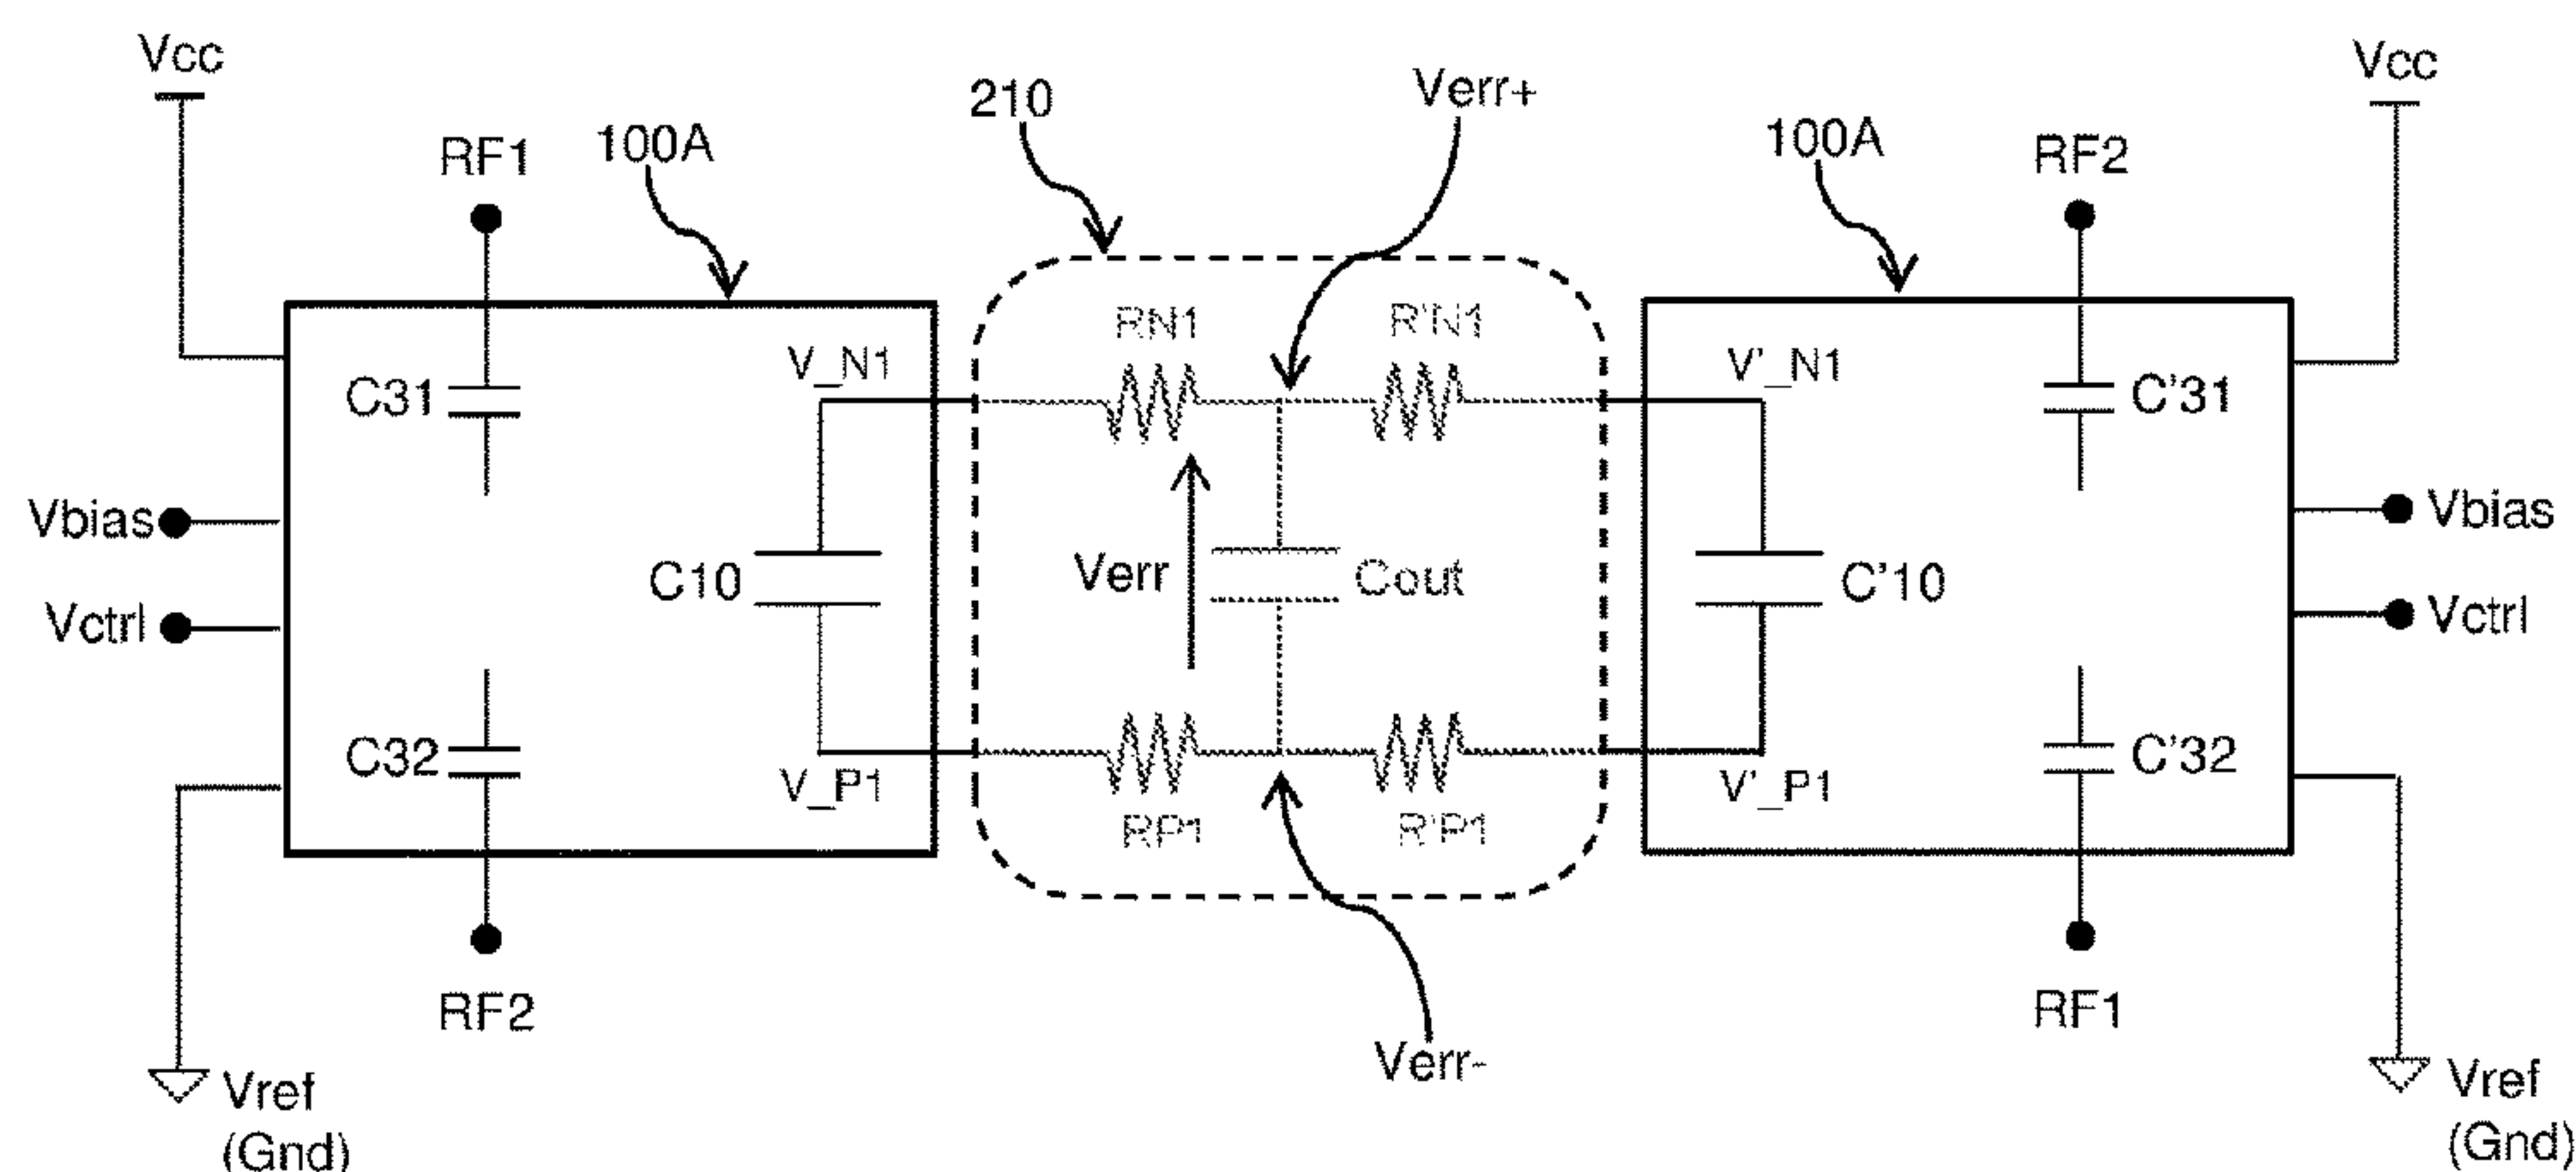 Vcc
Vcc
Verr+
210
RF1
100A
100A
RF2
RN1
R'N1
V_N1
V'_N1
C31
C'31
Vbias
Vbias
C10
Verr
Cout
C'10
Vctrl
Vctrl
C32
C'32
V_P1
V'_P1
RP1
R'P1
RF2
RF1
Verr-
Vref
(Gnd)
Vref
(Gnd)